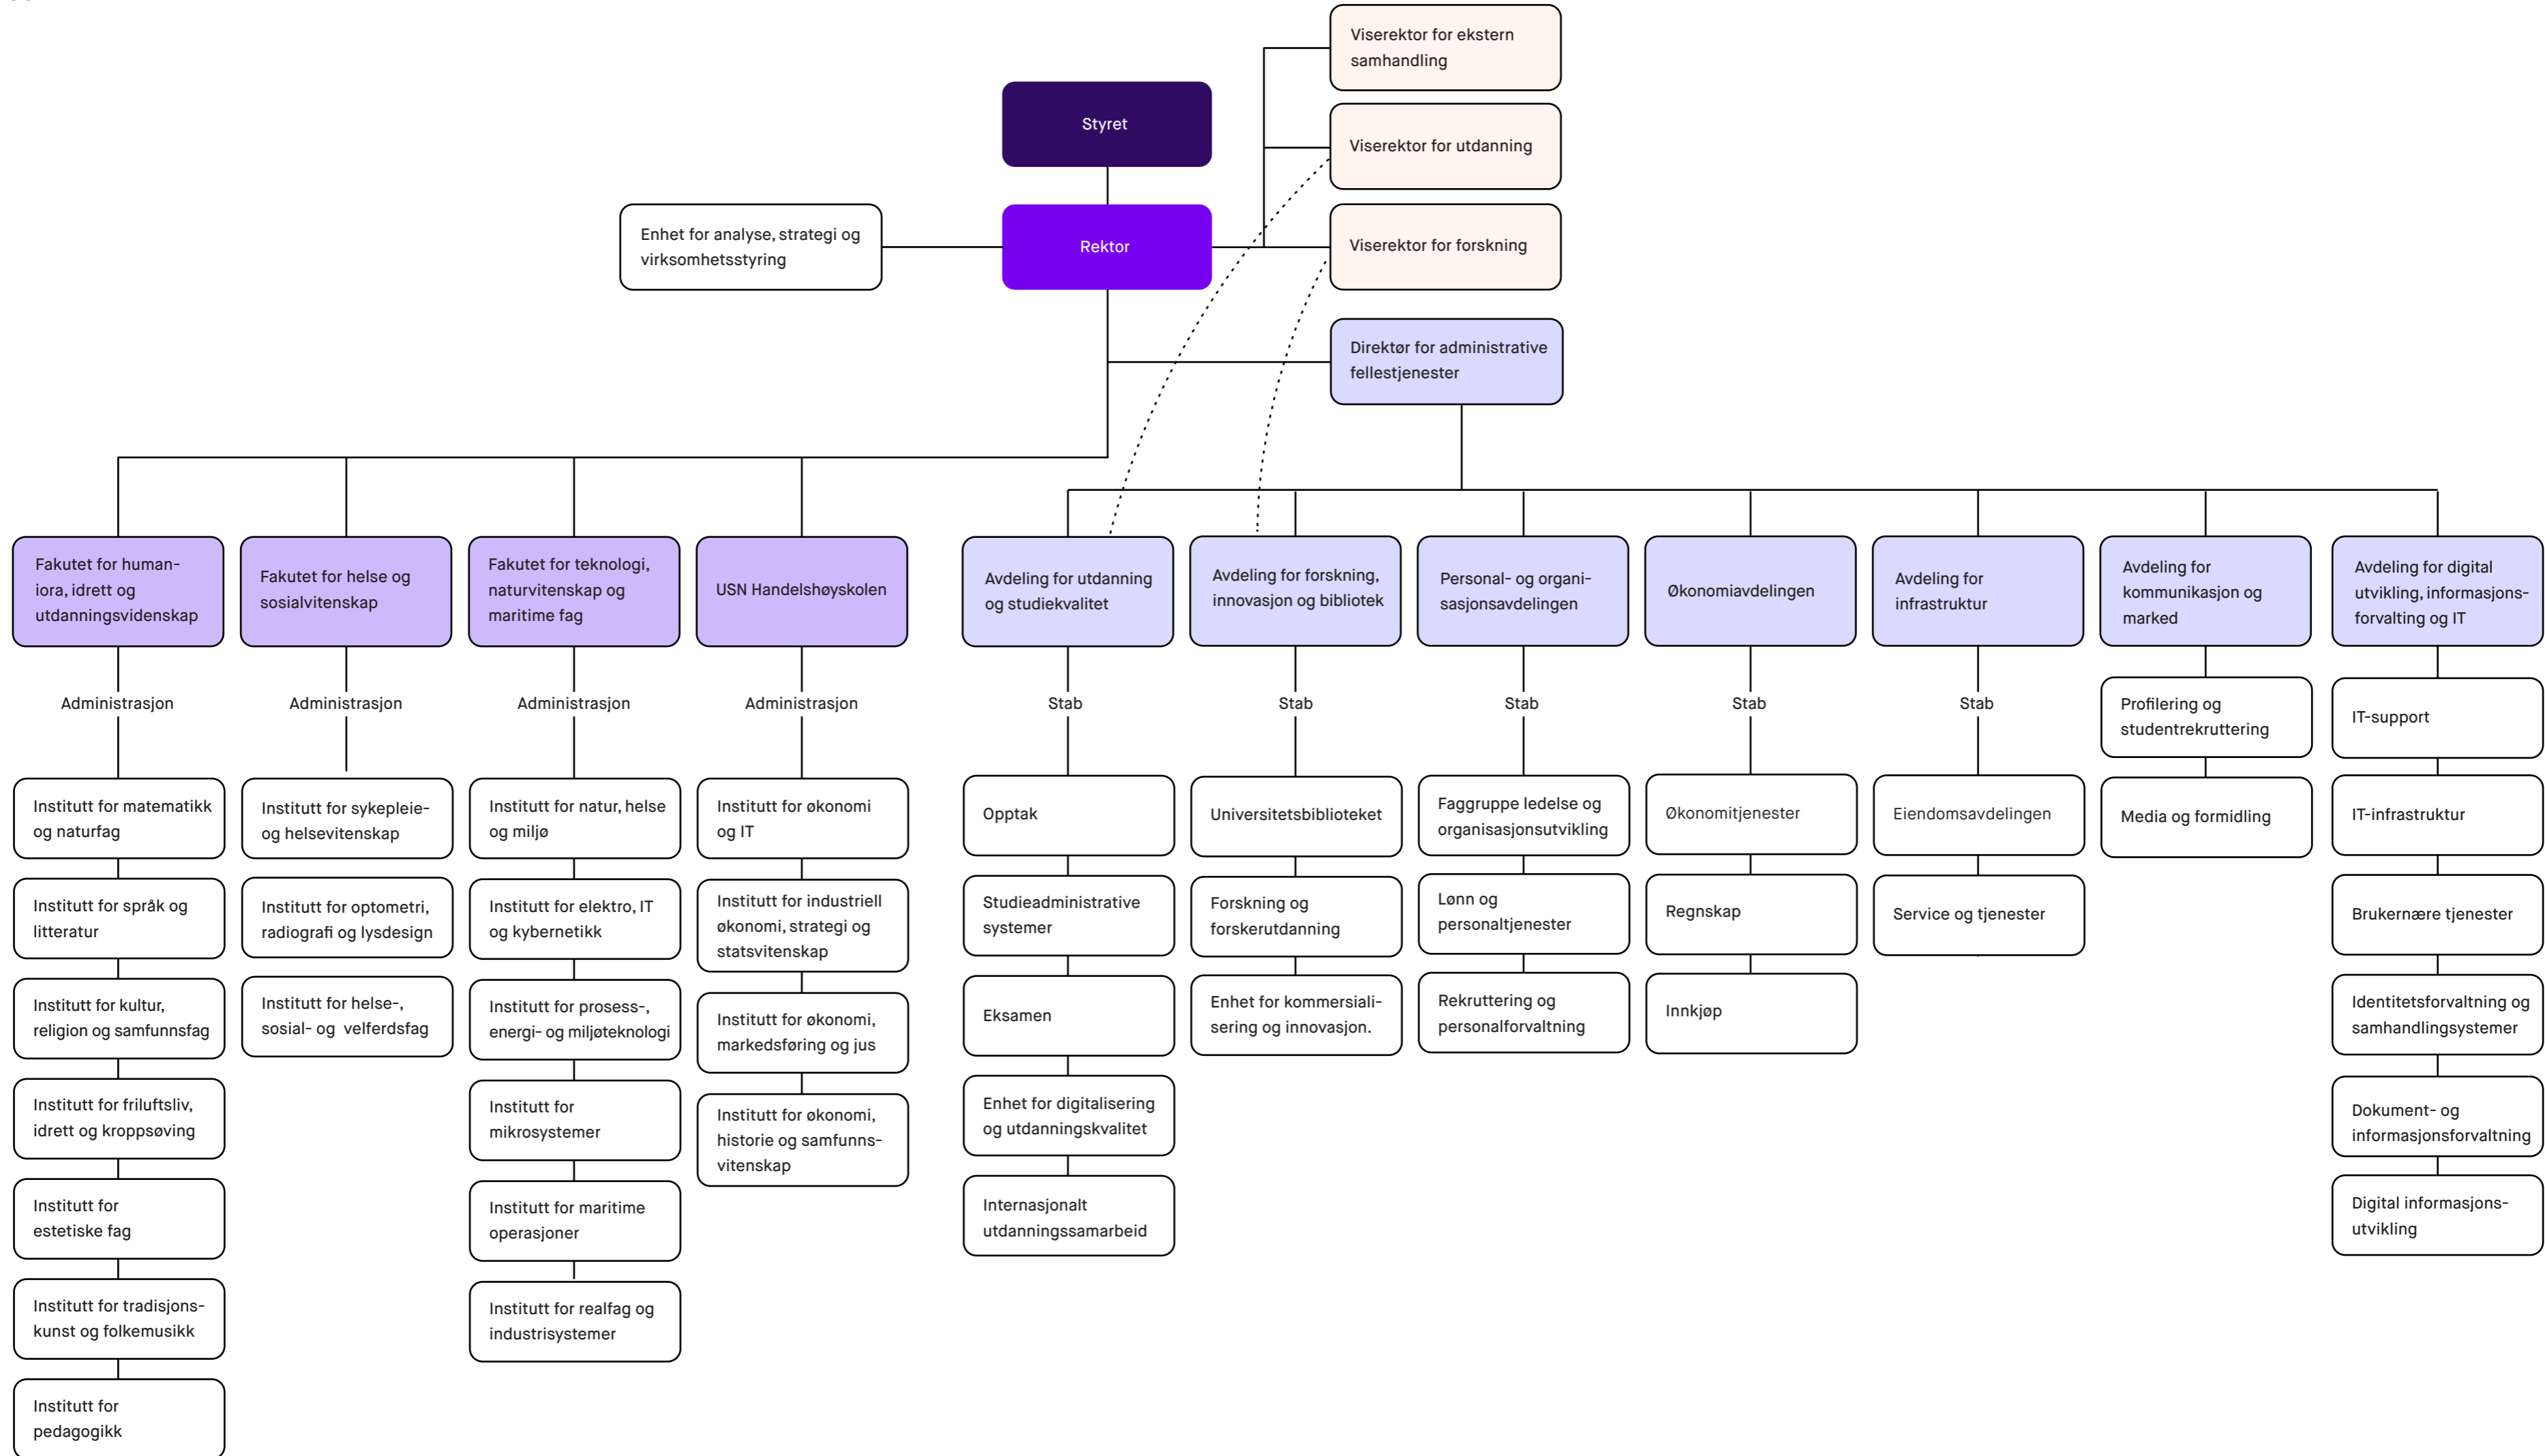 Viserektor for ekstern
samhandling
Styret
Viserektor for utdanning
Enhet for analyse, strategi og
virksomhetsstyring
Rektor
Viserektor for forskning
Direktør for administrative
fellestjenester
Fakutet for human-
iora, idrett og
utdanningsvidenskap
Fakutet for helse og
sosialvitenskap
Fakutet for teknologi,
naturvitenskap og
maritime fag
USN Handelshøyskolen
Avdeling for utdanning
og studiekvalitet
Avdeling for forskning,
innovasjon og bibliotek
Personal- og organi-
sasjonsavdelingen
Økonomiavdelingen
Avdeling for
infrastruktur
Avdeling for
kommunikasjon og
marked
Avdeling for digital
utvikling, informasjons-
forvalting og IT
Administrasjon
Administrasjon
Administrasjon
Administrasjon
Stab
Stab
Stab
Stab
Stab
Institutt for matematikk
og naturfag
Institutt for språk og
litteratur
Institutt for kultur,
religion og samfunnsfag
Institutt for friluftsliv,
idrett og kroppsøving
Institutt for
estetiske fag
Institutt for tradisjons-
kunst og folkemusikk
Institutt for
pedagogikk
Institutt for sykepleie-
og helsevitenskap
Institutt for optometri,
radiografi og lysdesign
Institutt for helse-,
sosial- og velferdsfag
Institutt for natur, helse
og miljø
Institutt for elektro, IT
og kybernetikk
Institutt for prosess-,
energi- og miljøteknologi
Institutt for
mikrosystemer
Institutt for maritime
operasjoner
Institutt for realfag og
industrisystemer
Institutt for økonomi
og IT
Institutt for industriell
økonomi, strategi og
statsvitenskap
Institutt for økonomi,
markedsføring og jus
Institutt for økonomi,
historie og samfunns-
vitenskap
Opptak
Studieadministrative
systemer
Eksamen
Enhet for digitalisering
og utdanningskvalitet
Internasjonalt
utdanningssamarbeid
Universitetsbiblioteket
Forskning og
forskerutdanning
Enhet for kommersiali-
sering og innovasjon.
Faggruppe ledelse og
organisasjonsutvikling
Lønn og
personaltjenester
Rekruttering og
personalforvaltning
Økonomitjenester
Regnskap
Innkjøp
Eiendomsavdelingen
Service og tjenester
Profilering og
studentrekruttering
Media og formidling
IT-support
IT-infrastruktur
Brukernære tjenester
Identitetsforvaltning og
samhandlingsystemer
Dokument- og
informasjonsforvaltning
Digital informasjons-
utvikling